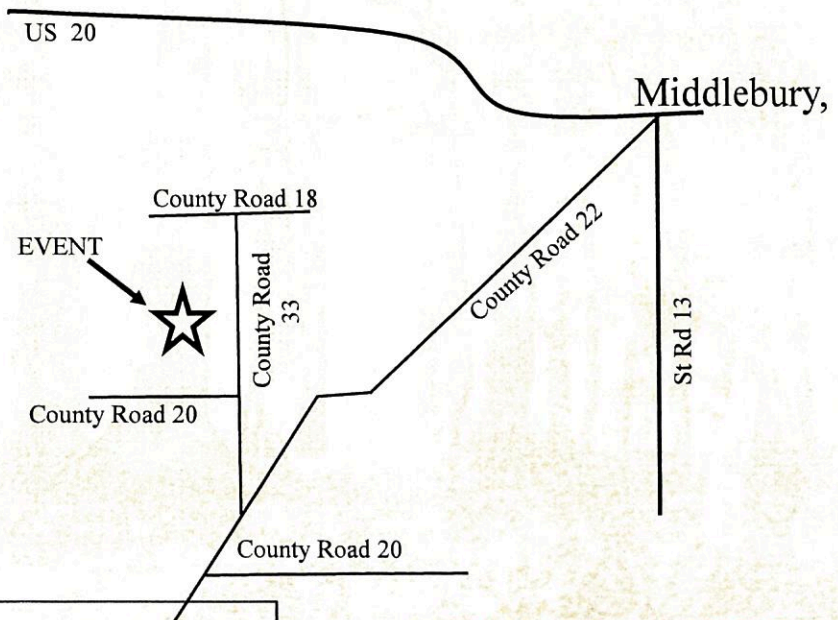 US 20
Middlebury,
County Road 18
EVENT
County Road
33
County Road 22
St Rd 13
County Road 20
County Road 20